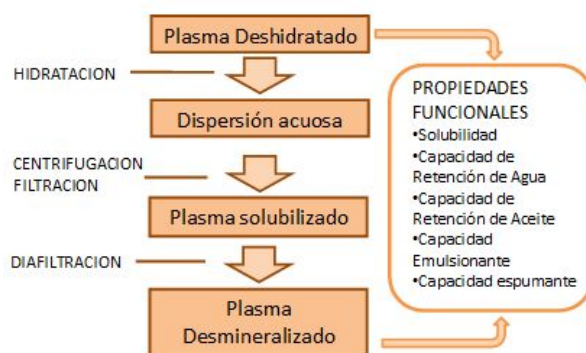 Plasma Deshidratado
HIDRATACION
Dispersión acuosa
CENTRIFUGACION
FILTRACION
Plasma solubilizado
DIAFILTRACION
Plasma
Desmineralizado
PROPIEDADES
FUNCIONALES
•Solubilidad
•Capacidad de
Retención de Agua
•Capacidad de
Retención de Aceite
•Capacidad
Emulsionante
•Capacidad espumante